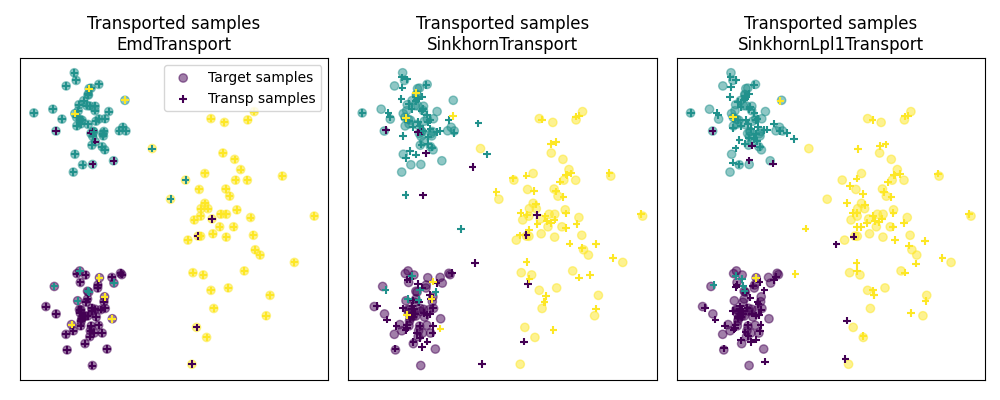 Transported samples
EmdTransport
Target samples
Transp samples
Transported samples
SinkhornTransport
Transported samples
SinkhornLpl1Transport